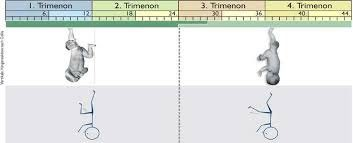 1. Trimenon 2. Trimenon 3. Trimenon 4. Trimenon
6. 12. 18. 24. 30. 36. 40. 44.